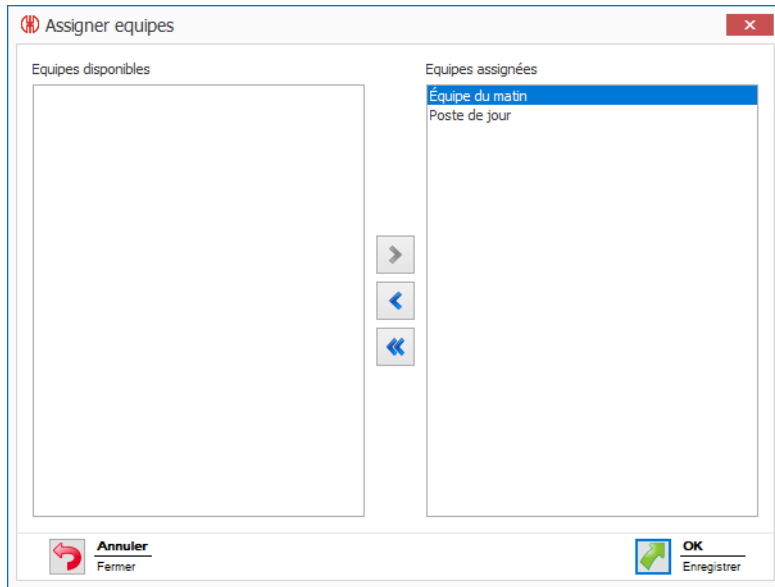 Assigner equipes
Equipes disponibles
Equipes assignées
Équipe du matin
Poste de jour
Annuler
Fermer
OK
Enregistrer